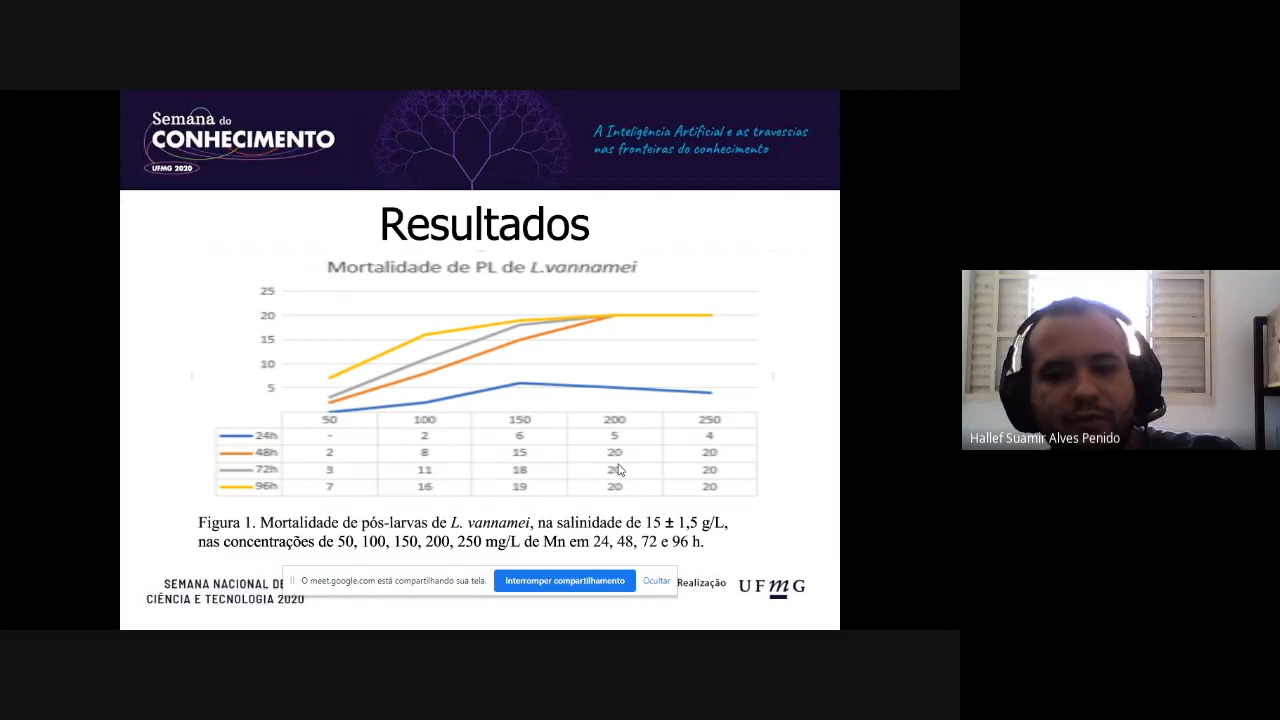 Semana do
CONHECIMENTO
UFMG 2020
A Inteligência Artificial e as travessias
nas fronteiras do conhecimento
Resultados
Mortalidade de PL de L.vannamei
25
20
15
10
5
50 100 150 200 250
24h - 2 6 5 4
48h 2 8 15 20 20
72h 3 11 18 20 20
96h 7 16 19 20 20
Figura 1. Mortalidade de pós-larvas de L. vannamei, na salinidade de 15 ± 1,5 g/L,
nas concentrações de 50, 100, 150, 200, 250 mg/L de Mn em 24, 48, 72 e 96 h.
SEMANA NACIONAL DE
CIÊNCIA E TECNOLOGIA 2020
O meet.google.com está compartilhando sua tela.
Interromper compartilhamento
Ocultar
Realização
UFmG
Hallef Suamir Alves Penido